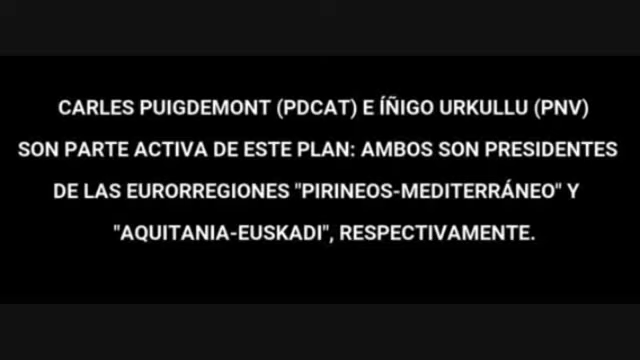 CARLES PUIGDEMONT (PDCAT) E ÍÑIGO URKULLU (PNV)
SON PARTE ACTIVA DE ESTE PLAN: AMBOS SON PRESIDENTES
DE LAS EURORREGIONES "PIRINEOS-MEDITERRÁNEO" Y
"AQUITANIA-EUSKADI", RESPECTIVAMENTE.